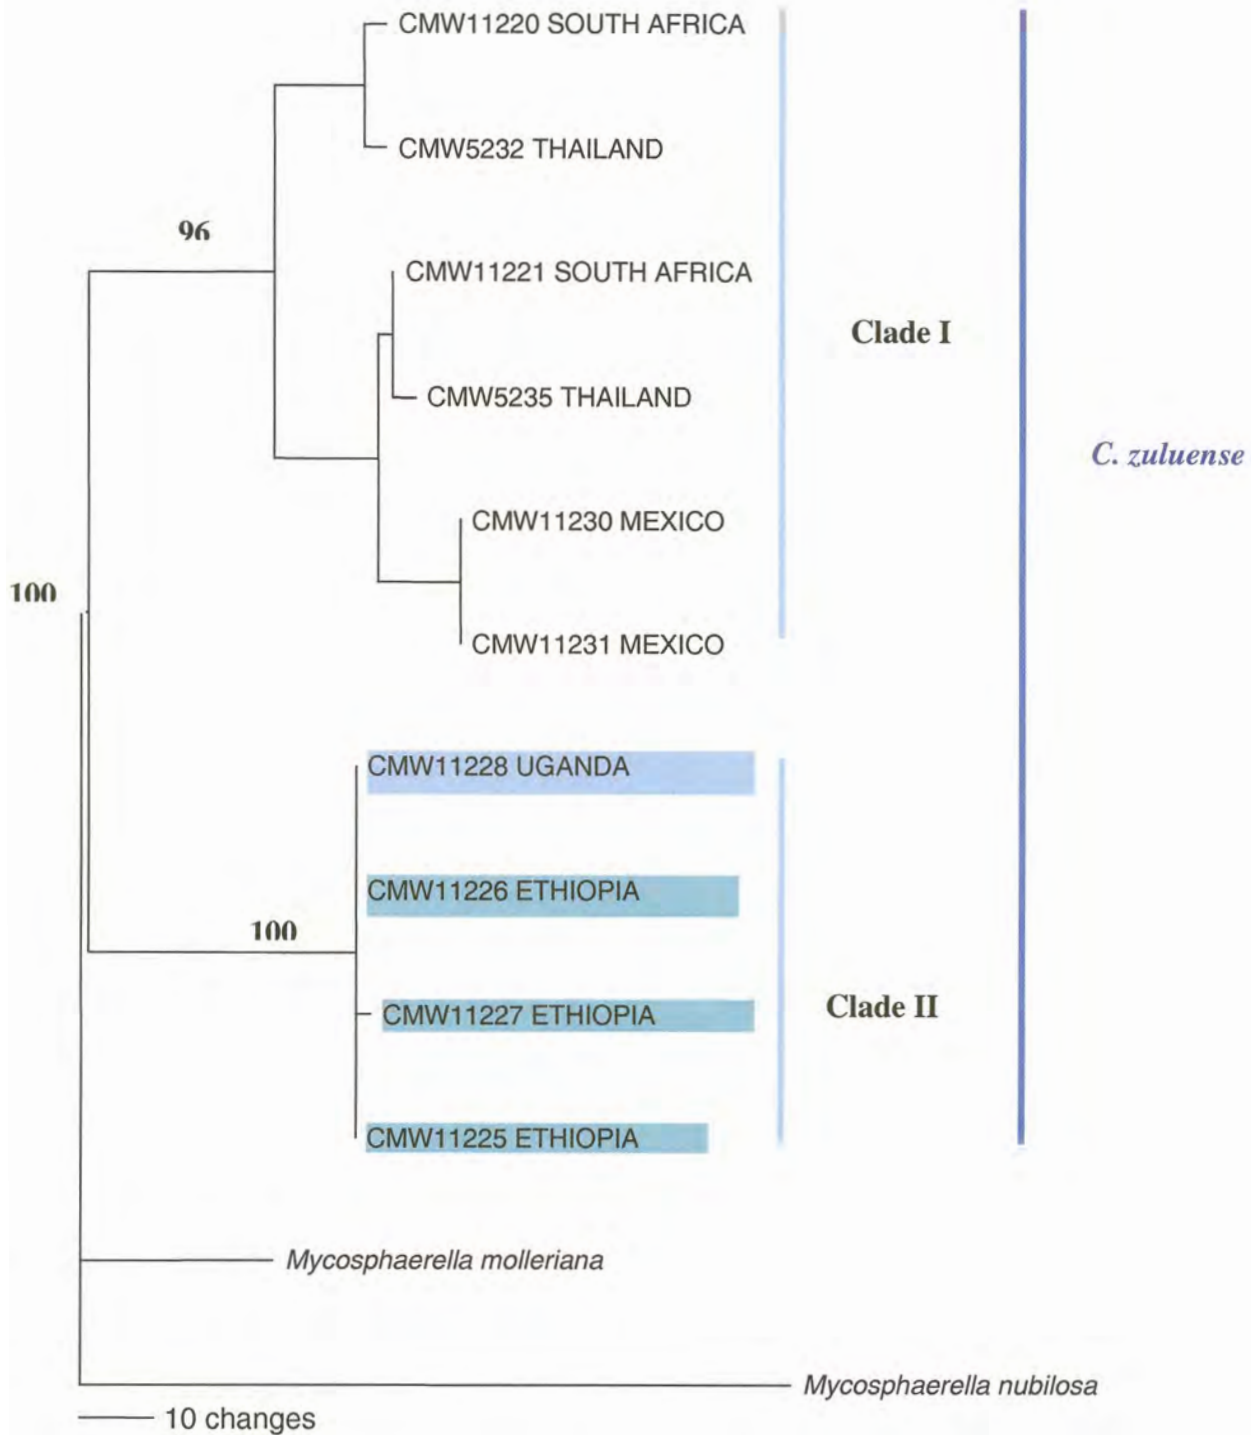 CMW11220 SOUTH AFRICA
CMW5232 THAILAND
96
CMW11221 SOUTH AFRICA
Clade I
CMW5235 THAILAND
C. zuluense
CMW11230 MEXICO
100
CMW11231 MEXICO
CMW11228 UGANDA
CMW11226 ETHIOPIA
100
CMW11227 ETHIOPIA
Clade II
CMW11225 ETHIOPIA
Mycosphaerella molleriana
Mycosphaerella nubilosa
10 changes